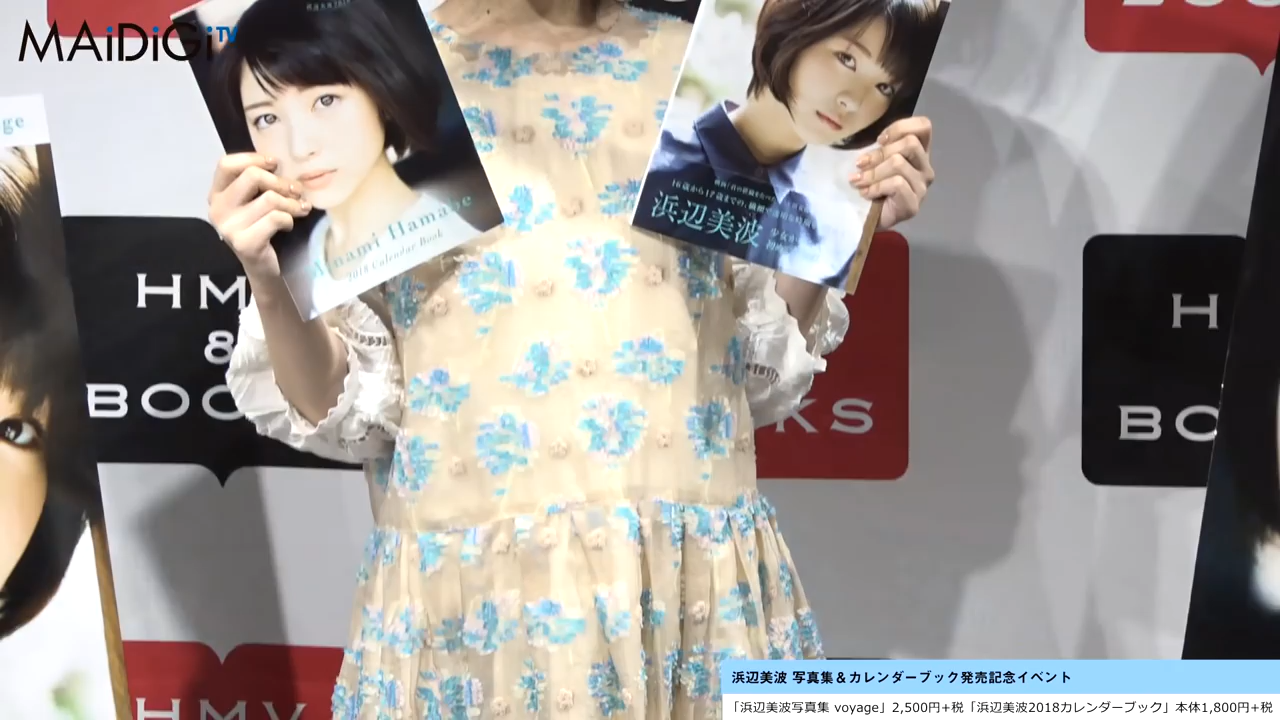 MAiDiGiTV
ge
Minami Hamabe
2018 Calendar Book
16歳から17歳までの、
浜辺美波
HMV
&
BOOKS
KS
H
BO
HMV
浜辺美波 写真集＆カレンダーブック発売記念イベント
「浜辺美波写真集 voyage」2,500円+税「浜辺美波2018カレンダーブック」本体1,800円+税